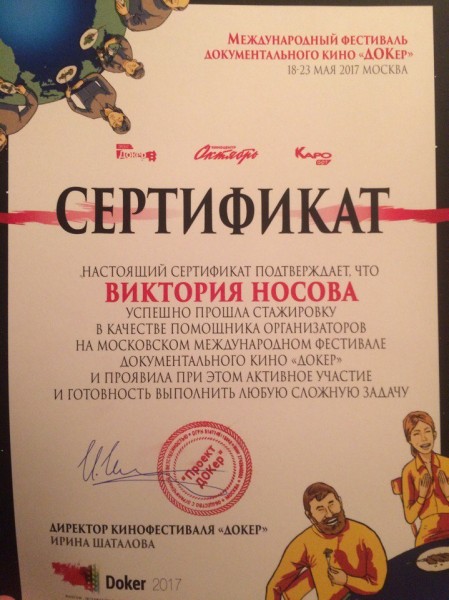 Международный фестиваль
документального кино «ДОКер»
18-23 МАЯ 2017 МОСКВА
Докер
Октябрь
КАРО
СЕРТИФИКАТ
НАСТОЯЩИЙ СЕРТИФИКАТ ПОДТВЕРЖДАЕТ, ЧТО
ВИКТОРИЯ НОСОВА
УСПЕШНО ПРОШЛА СТАЖИРОВКУ
В КАЧЕСТВЕ ПОМОЩНИКА ОРГАНИЗАТОРОВ
НА МОСКОВСКОМ МЕЖДУНАРОДНОМ ФЕСТИВАЛЕ
ДОКУМЕНТАЛЬНОГО КИНО «ДОКЕР»
И ПРОЯВИЛА ПРИ ЭТОМ АКТИВНОЕ УЧАСТИЕ
И ГОТОВНОСТЬ ВЫПОЛНИТЬ ЛЮБУЮ СЛОЖНУЮ ЗАДАЧУ
"Проект
ДОКер"
ДИРЕКТОР КИНОФЕСТИВАЛЯ «ДОКЕР»
ИРИНА ШАТАЛОВА
Doker 2017